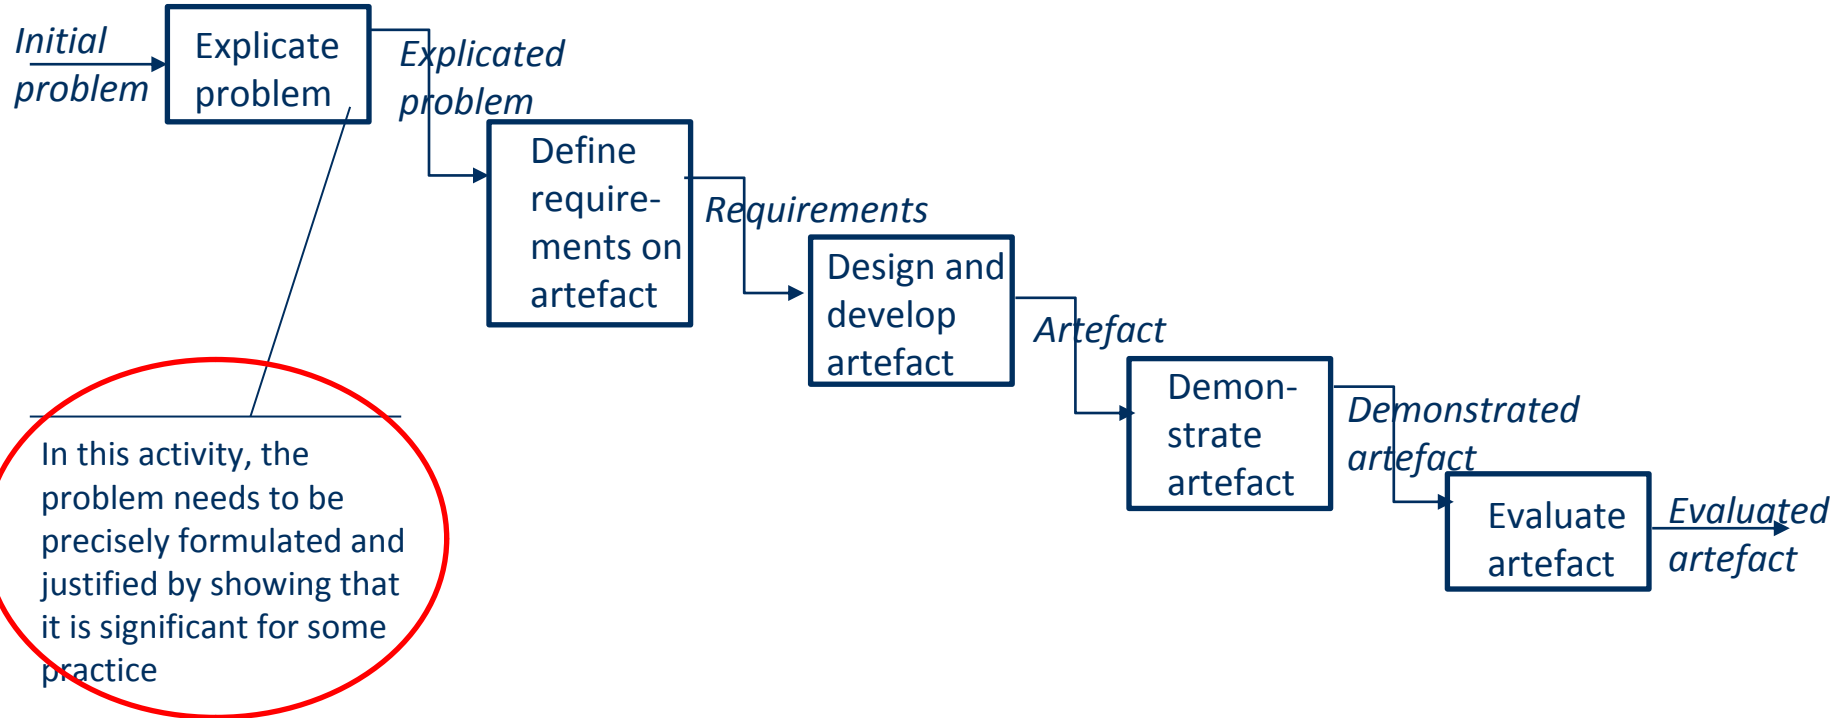 Initial
problem
Explicate
problem
Explicated
problem
Define
require-
ments on
artefact
Requirements
Design and
develop
artefact
Artefact
Demon-
strate
artefact
Demonstrated
artefact
Evaluate
artefact
Evaluated
artefact
In this activity, the
problem needs to be
precisely formulated and
justified by showing that
it is significant for some
practice